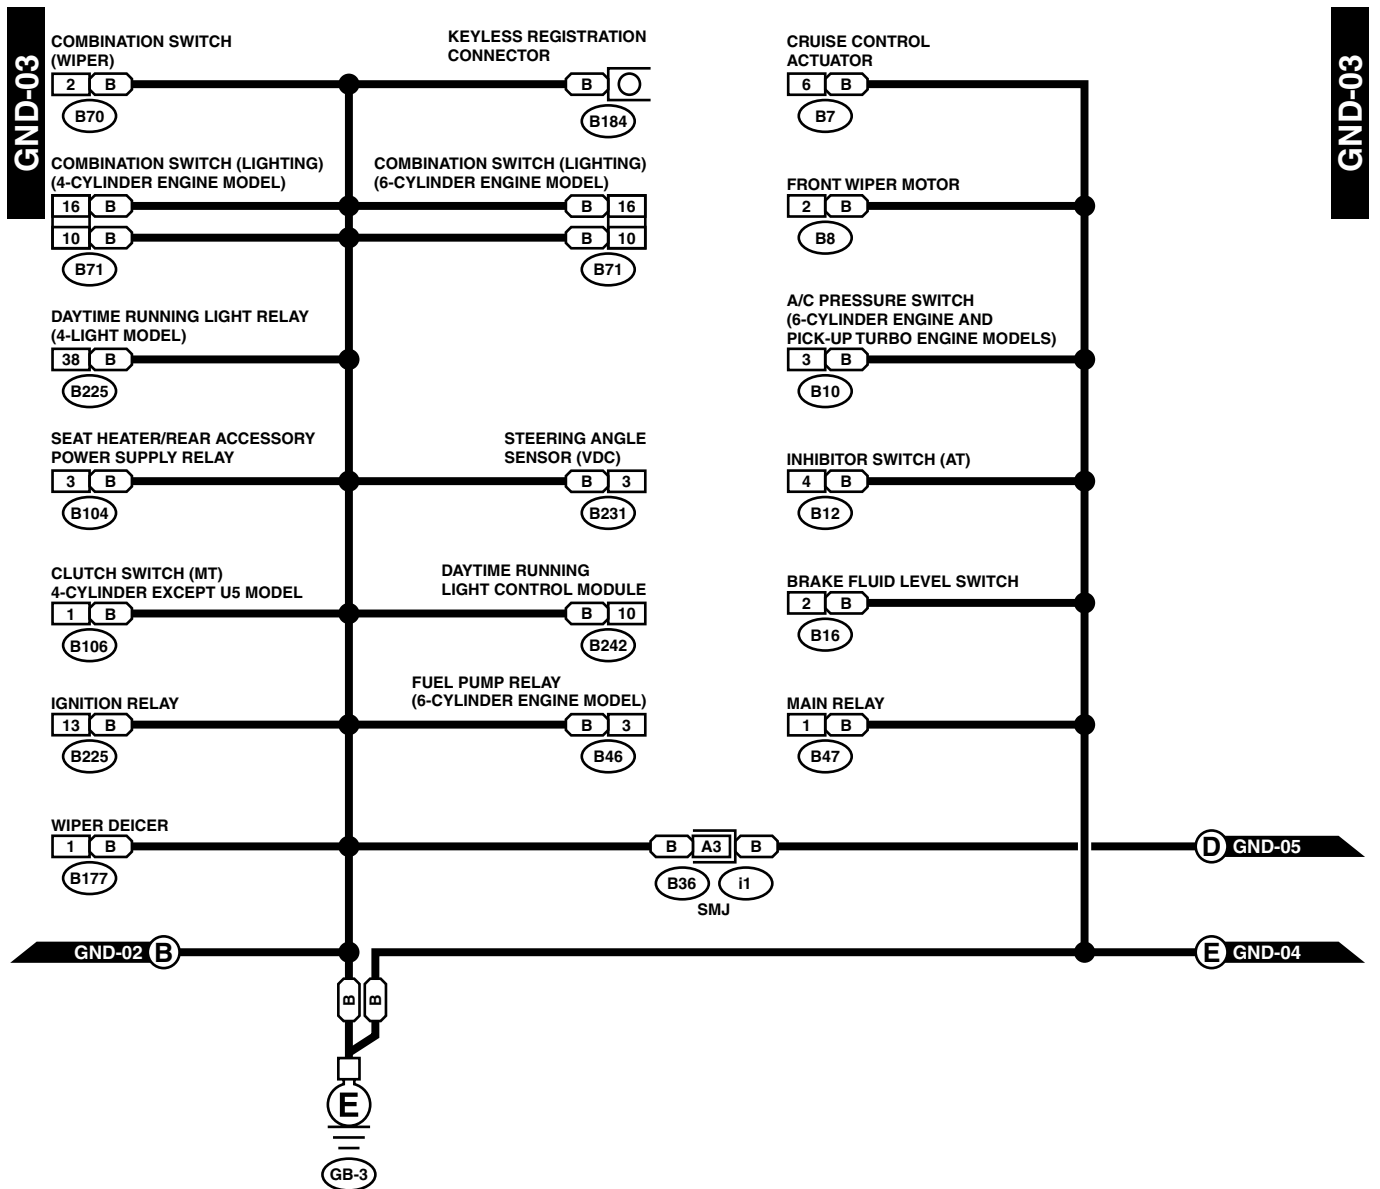 GND-03
GND-03
COMBINATION SWITCH
(WIPER)
2 B
B70
KEYLESS REGISTRATION
CONNECTOR
B
B184
CRUISE CONTROL
ACTUATOR
6 B
B7
COMBINATION SWITCH (LIGHTING)
(4-CYLINDER ENGINE MODEL)
16 B
10 B
B71
COMBINATION SWITCH (LIGHTING)
(6-CYLINDER ENGINE MODEL)
B 16
B 10
B71
FRONT WIPER MOTOR
2 B
B8
DAYTIME RUNNING LIGHT RELAY
(4-LIGHT MODEL)
38 B
B225
A/C PRESSURE SWITCH
(6-CYLINDER ENGINE AND
PICK-UP TURBO ENGINE MODELS)
3 B
B10
SEAT HEATER/REAR ACCESSORY
POWER SUPPLY RELAY
3 B
B104
STEERING ANGLE
SENSOR (VDC)
B 3
B231
INHIBITOR SWITCH (AT)
4 B
B12
CLUTCH SWITCH (MT)
4-CYLINDER EXCEPT U5 MODEL
1 B
B106
DAYTIME RUNNING
LIGHT CONTROL MODULE
B 10
B242
BRAKE FLUID LEVEL SWITCH
2 B
B16
IGNITION RELAY
13 B
B225
FUEL PUMP RELAY
(6-CYLINDER ENGINE MODEL)
B 3
B46
MAIN RELAY
1 B
B47
WIPER DEICER
1 B
B177
B A3 B
B36 i1
SMJ
D GND-05
GND-02 B
E GND-04
B B
E
GB-3